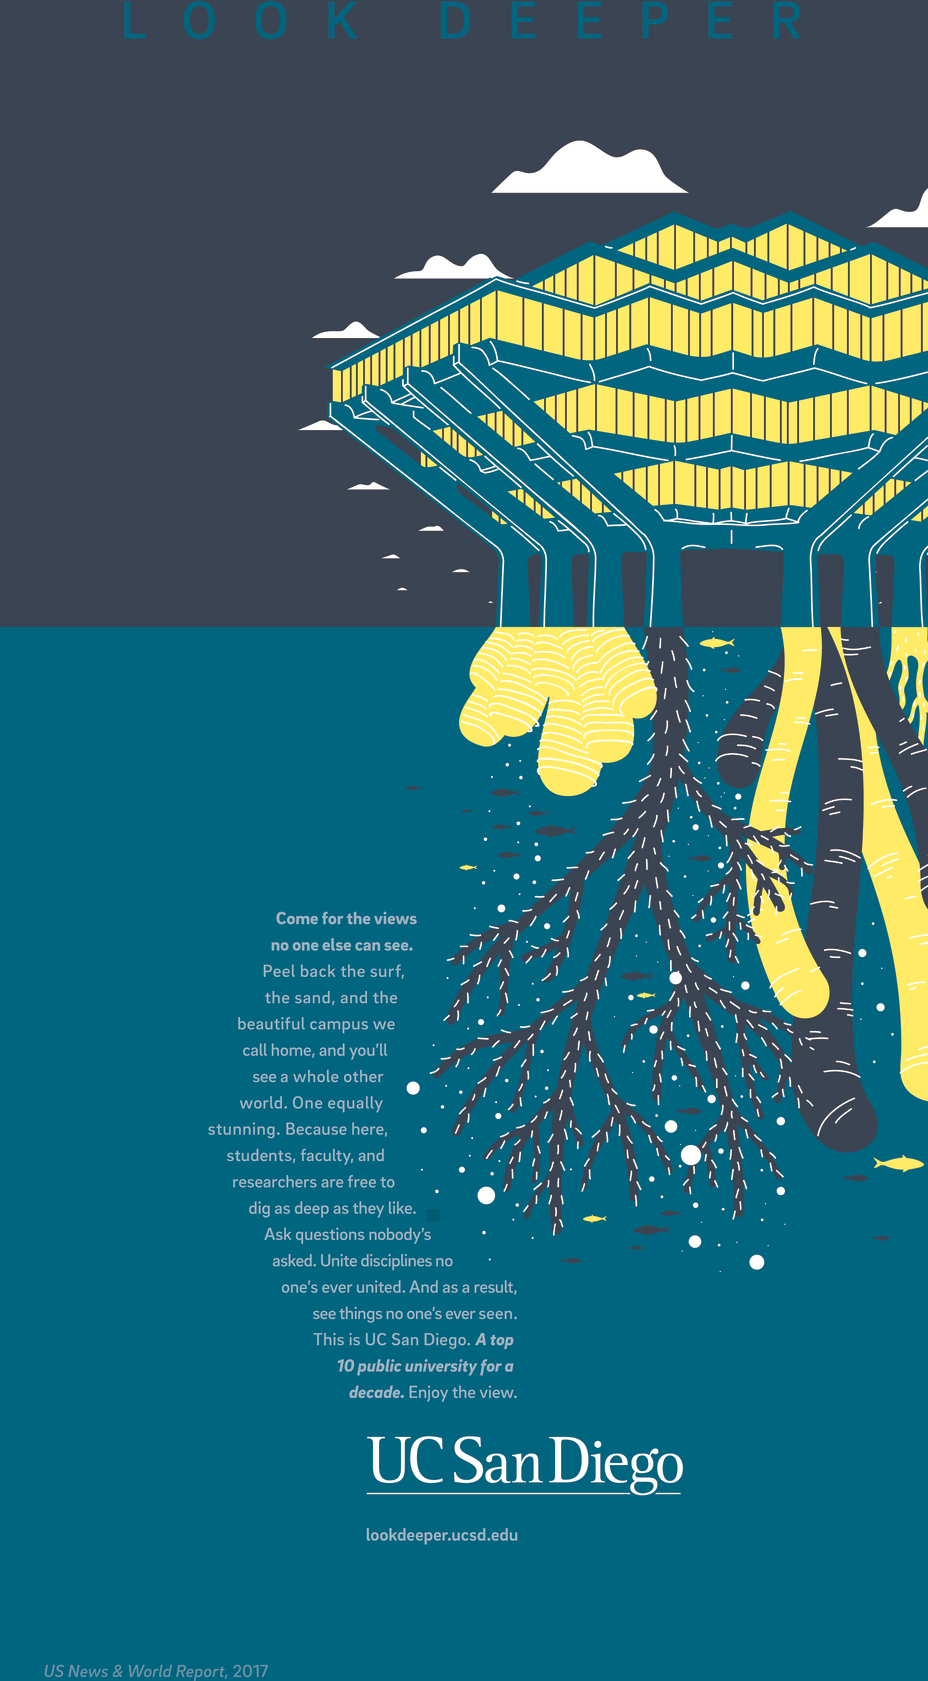 LOOK DEEPER
Come for the views
no one else can see.
Peel back the surf,
the sand, and the
beautiful campus we
call home, and you’ll
see a whole other
world. One equally
stunning. Because here,
students, faculty, and
researchers are free to
dig as deep as they like.
Ask questions nobody’s
asked. Unite disciplines no
one’s ever united. And as a result,
see things no one’s ever seen.
This is UC San Diego. A top
10 public university for a
decade. Enjoy the view.
UC San Diego
lookdeeper.ucsd.edu
US News & World Report, 2017